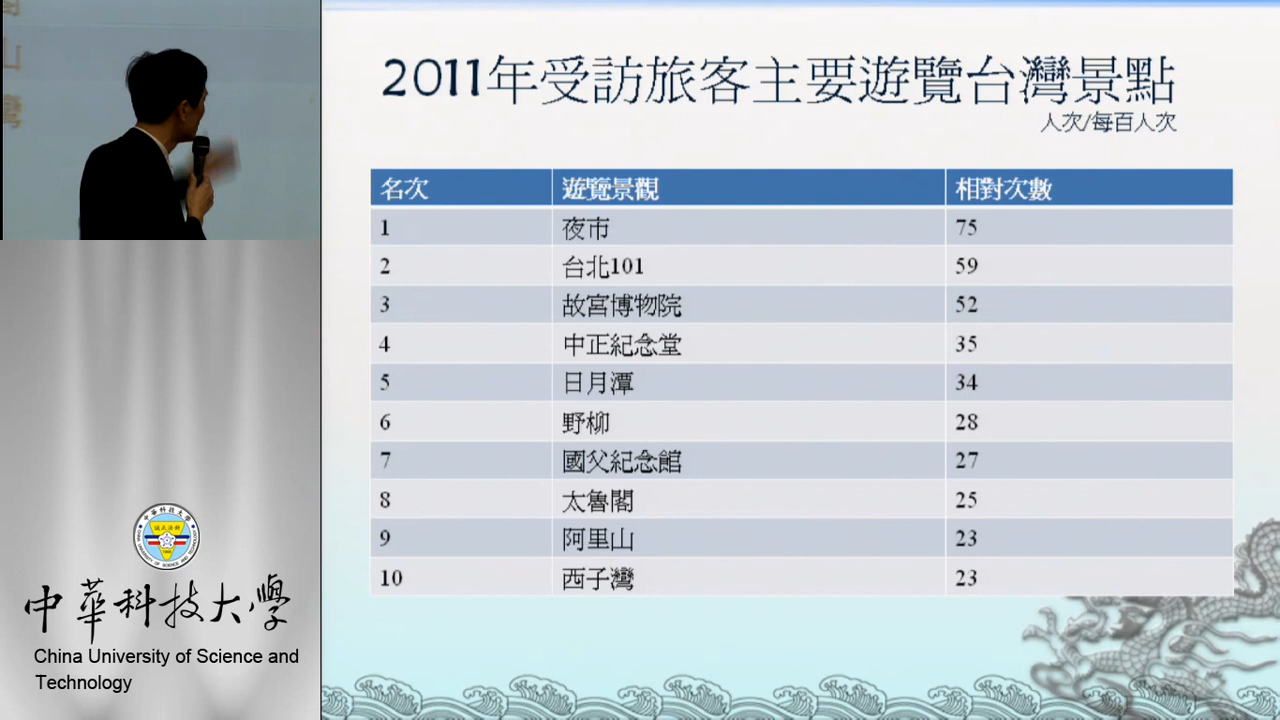 2011年受訪旅客主要遊覽台灣景點
人次/每百人次
名次 遊覽景觀 相對次數
1 夜市 75
2 台北101 59
3 故宮博物院 52
4 中正紀念堂 35
5 日月潭 34
6 野柳 28
7 國父紀念館 27
8 太魯閣 25
9 阿里山 23
10 西子灣 23
中華科技大學
China University of Science and
Technology